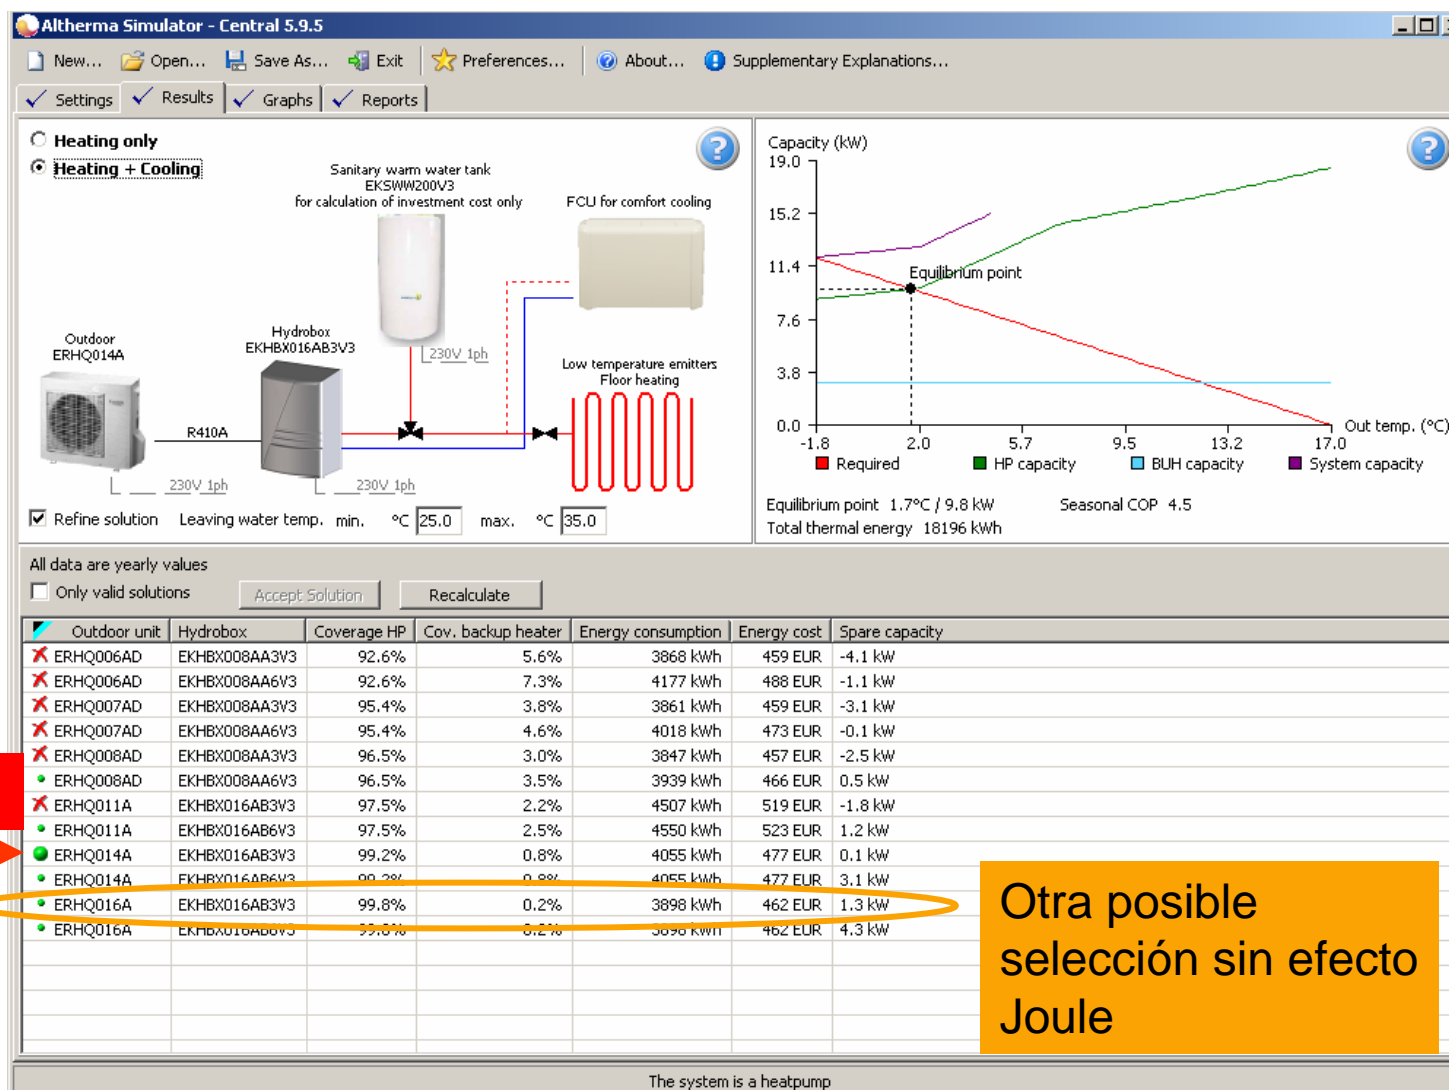 Altherma Simulator - Central 5.9.5
New... Open... Save As... Exit Preferences... About... Supplementary Explanations...
Settings Results Graphs Reports
Heating only
Heating + Cooling
Sanitary warm water tank
EKSWW200V3
for calculation of investment cost only
FCU for comfort cooling
Outdoor
ERHQ014A
Hydrobox
EKHBX016AB3V3
230V 1ph
Low temperature emitters
Floor heating
R410A
230V 1ph
230V 1ph
Refine solution Leaving water temp. min. °C 25.0 max. °C 35.0
Capacity (kW)
19.0
15.2
11.4
7.6
3.8
0.0
Equilibrium point
-1.8 2.0 5.7 9.5 13.2 17.0
Out temp. (°C)
Required HP capacity BUH capacity System capacity
Equilibrium point 1.7°C / 9.8 kW Seasonal COP 4.5
Total thermal energy 18196 kWh
All data are yearly values
Only valid solutions Accept Solution Recalculate
Outdoor unit Hydrobox Coverage HP Cov. backup heater Energy consumption Energy cost Spare capacity
ERHQ006AD EKHBX008AA3V3 92.6% 5.6% 3868 kWh 459 EUR -4.1 kW
ERHQ006AD EKHBX008AA6V3 92.6% 7.3% 4177 kWh 488 EUR -1.1 kW
ERHQ007AD EKHBX008AA3V3 95.4% 3.8% 3861 kWh 459 EUR -3.1 kW
ERHQ007AD EKHBX008AA6V3 95.4% 4.6% 4018 kWh 473 EUR -0.1 kW
ERHQ008AD EKHBX008AA3V3 96.5% 3.0% 3847 kWh 457 EUR -2.5 kW
ERHQ008AD EKHBX008AA6V3 96.5% 3.5% 3939 kWh 466 EUR 0.5 kW
ERHQ011A EKHBX016AB3V3 97.5% 2.2% 4507 kWh 519 EUR -1.8 kW
ERHQ011A EKHBX016AB6V3 97.5% 2.5% 4550 kWh 523 EUR 1.2 kW
ERHQ014A EKHBX016AB3V3 99.2% 0.8% 4055 kWh 477 EUR 0.1 kW
ERHQ014A EKHBX016AB6V3 99.2% 0.8% 4055 kWh 477 EUR 3.1 kW
ERHQ016A EKHBX016AB3V3 99.8% 0.2% 3898 kWh 462 EUR 1.3 kW
ERHQ016A EKHBX016AB6V3 99.8% 0.2% 3898 kWh 462 EUR 4.3 kW
Otra posible
selección sin efecto
Joule
The system is a heatpump